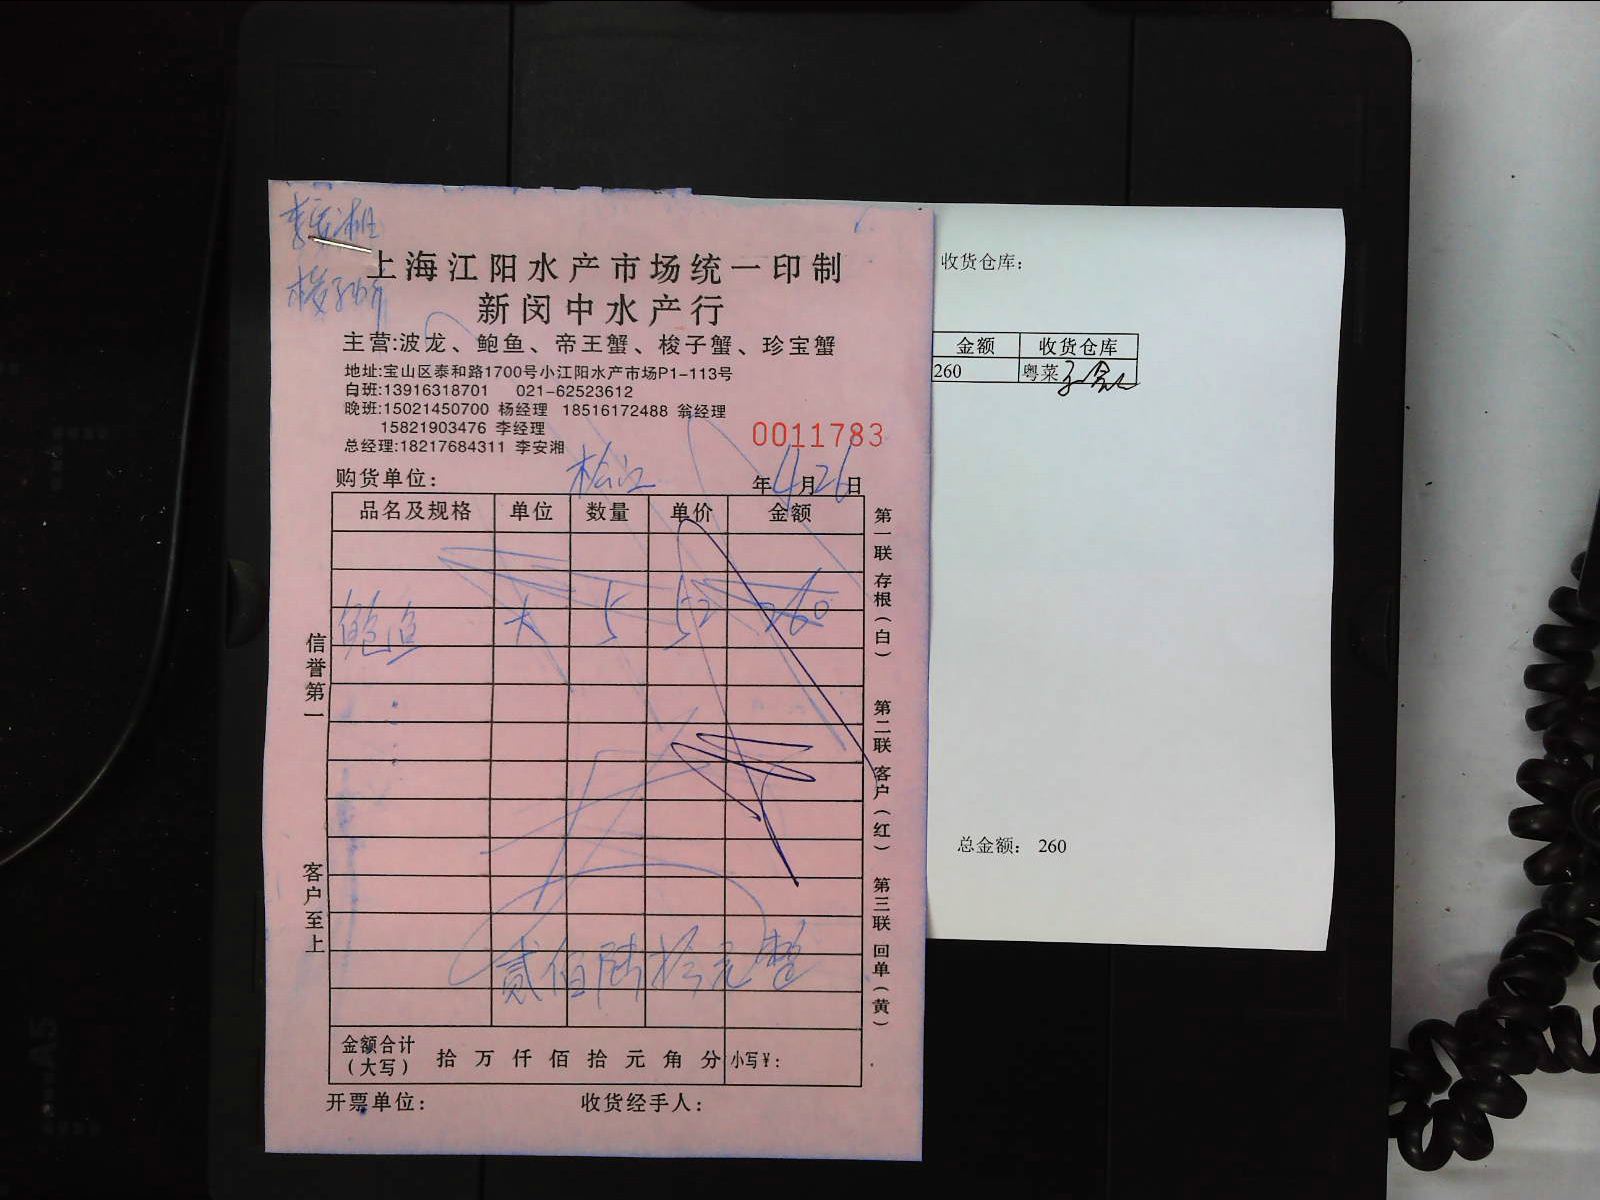 李安湘
上海江阳水产市场统一印制
新闵中水产行
主营:波龙、鲍鱼、帝王蟹、梭子蟹、珍宝蟹
地址:宝山区泰和路1700号小江阳水产市场P1-113号
白班:13916318701 021-62523612
晚班:15021450700 杨经理 18516172488 翁经理
15821903476 李经理
总经理:18217684311 李安湘
0011783
购货单位: 松江 年4月26日
品名及规格 单位 数量 单价 金额
鲍鱼 大 5 52 260
贰佰陆拾元整
金额合计
(大写) 拾 万 仟 佰 拾 元 角 分 小写¥:
开票单位: 收货经手人:
信誉第一
客户至上
第一联 存根(白)
第二联 客户(红)
第三联 回单(黄)
收货仓库:
金额 收货仓库
260 粤菜
总金额: 260